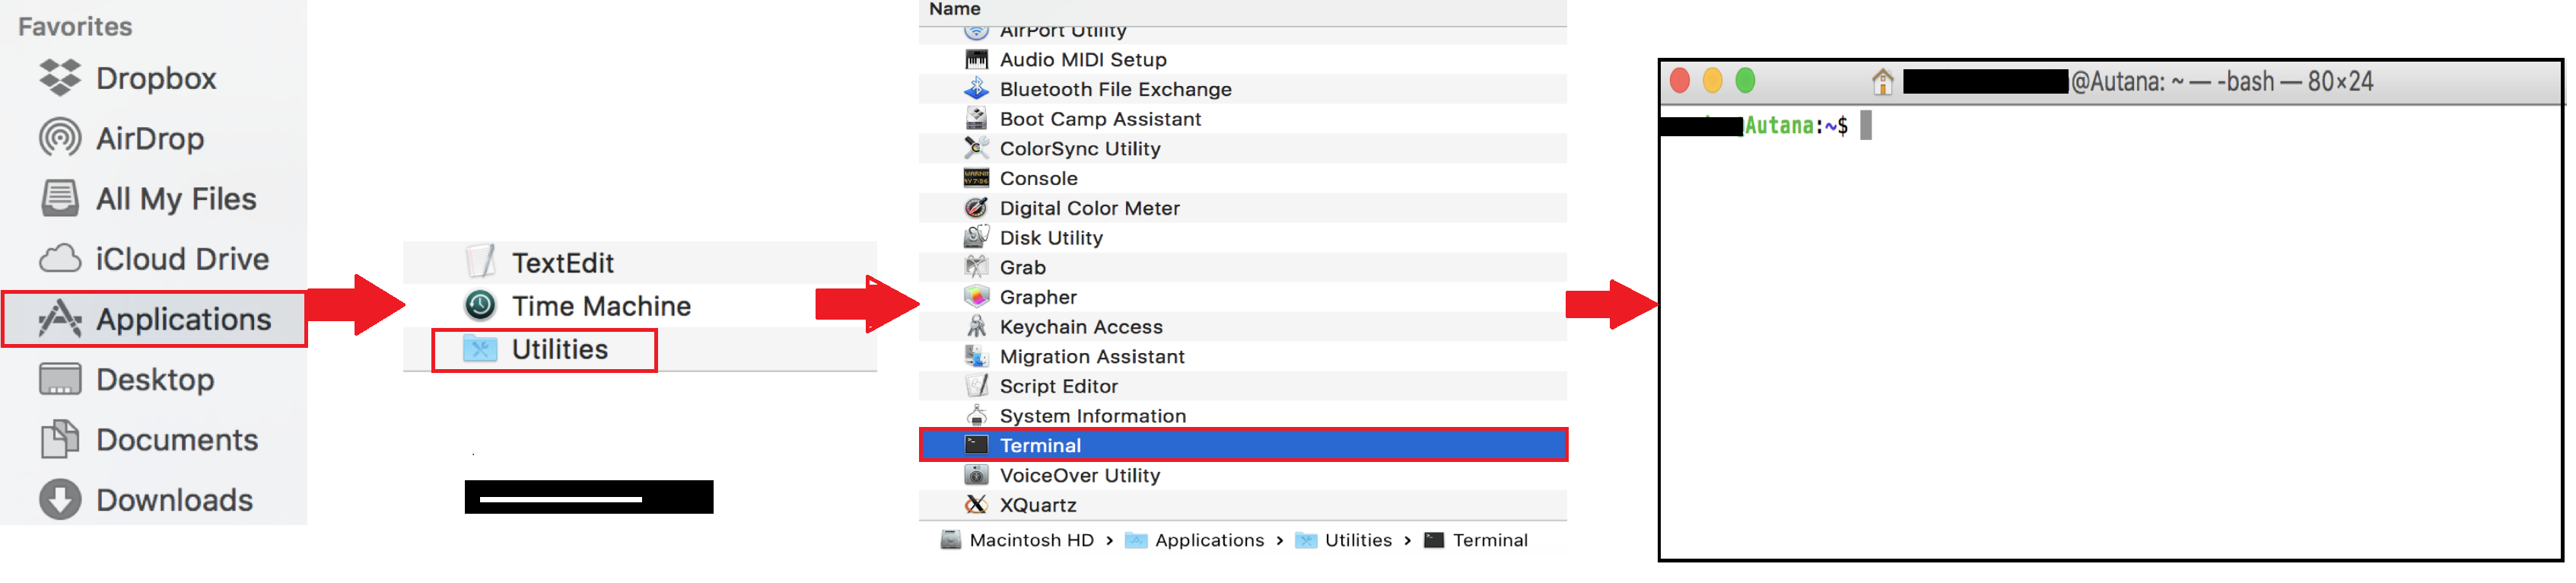 Favorites
Dropbox
AirDrop
All My Files
iCloud Drive
Applications
Desktop
Documents
Downloads
TextEdit
Time Machine
Utilities
Name
AirPort Utility
Audio MIDI Setup
Bluetooth File Exchange
Boot Camp Assistant
ColorSync Utility
Console
Digital Color Meter
Disk Utility
Grab
Grapher
Keychain Access
Migration Assistant
Script Editor
System Information
Terminal
VoiceOver Utility
XQuartz
Macintosh HD › Applications › Utilities › Terminal
@Autana: ~ — -bash — 80×24
Autana:~$